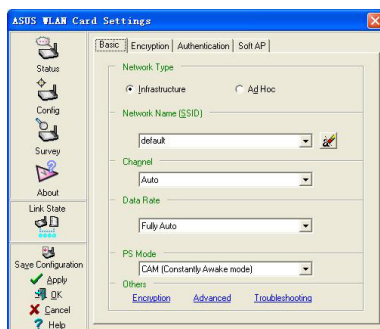 ASUS WLAN Card Settings
Status
Config
Survey
About
Link State
Save Configuration
Apply
OK
Cancel
Help
Basic
Encryption
Authentication
Soft AP
Network Type
Infrastructure
Ad Hoc
Network Name (SSID)
default
Channel
Auto
Data Rate
Fully Auto
PS Mode
CAM (Constantly Awake mode)
Others
Encryption
Advanced
Troubleshooting